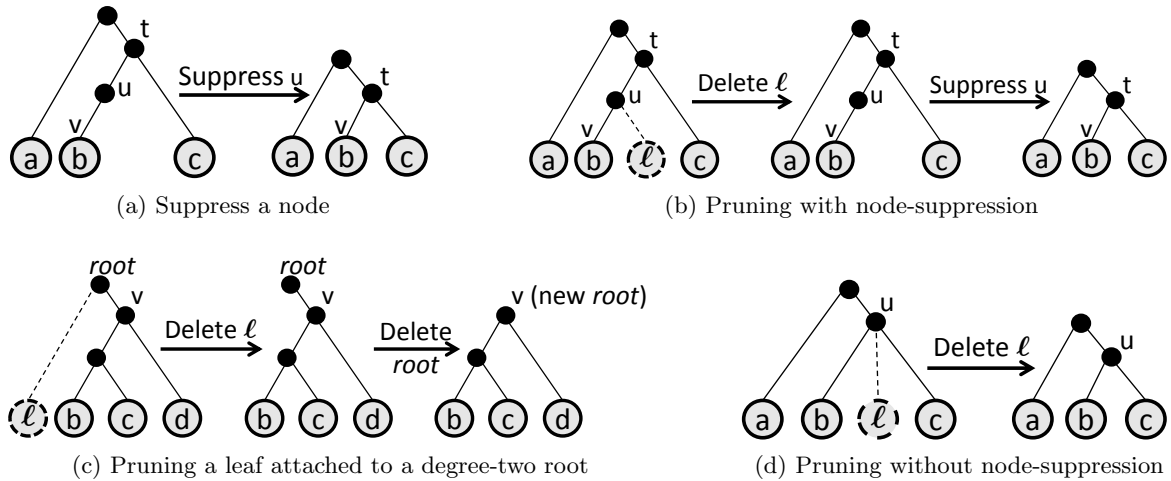 t
u
v
a b c
Suppress u
t
v
a b c
(a) Suppress a node
t
u
v
a b ℓ c
Delete ℓ
t
u
v
a b c
Suppress u
t
v
a b c
(b) Pruning with node-suppression
root
v
ℓ b c d
Delete ℓ
root
v
b c d
Delete
root
v (new root)
b c d
(c) Pruning a leaf attached to a degree-two root
u
a b ℓ c
Delete ℓ
u
a b c
(d) Pruning without node-suppression